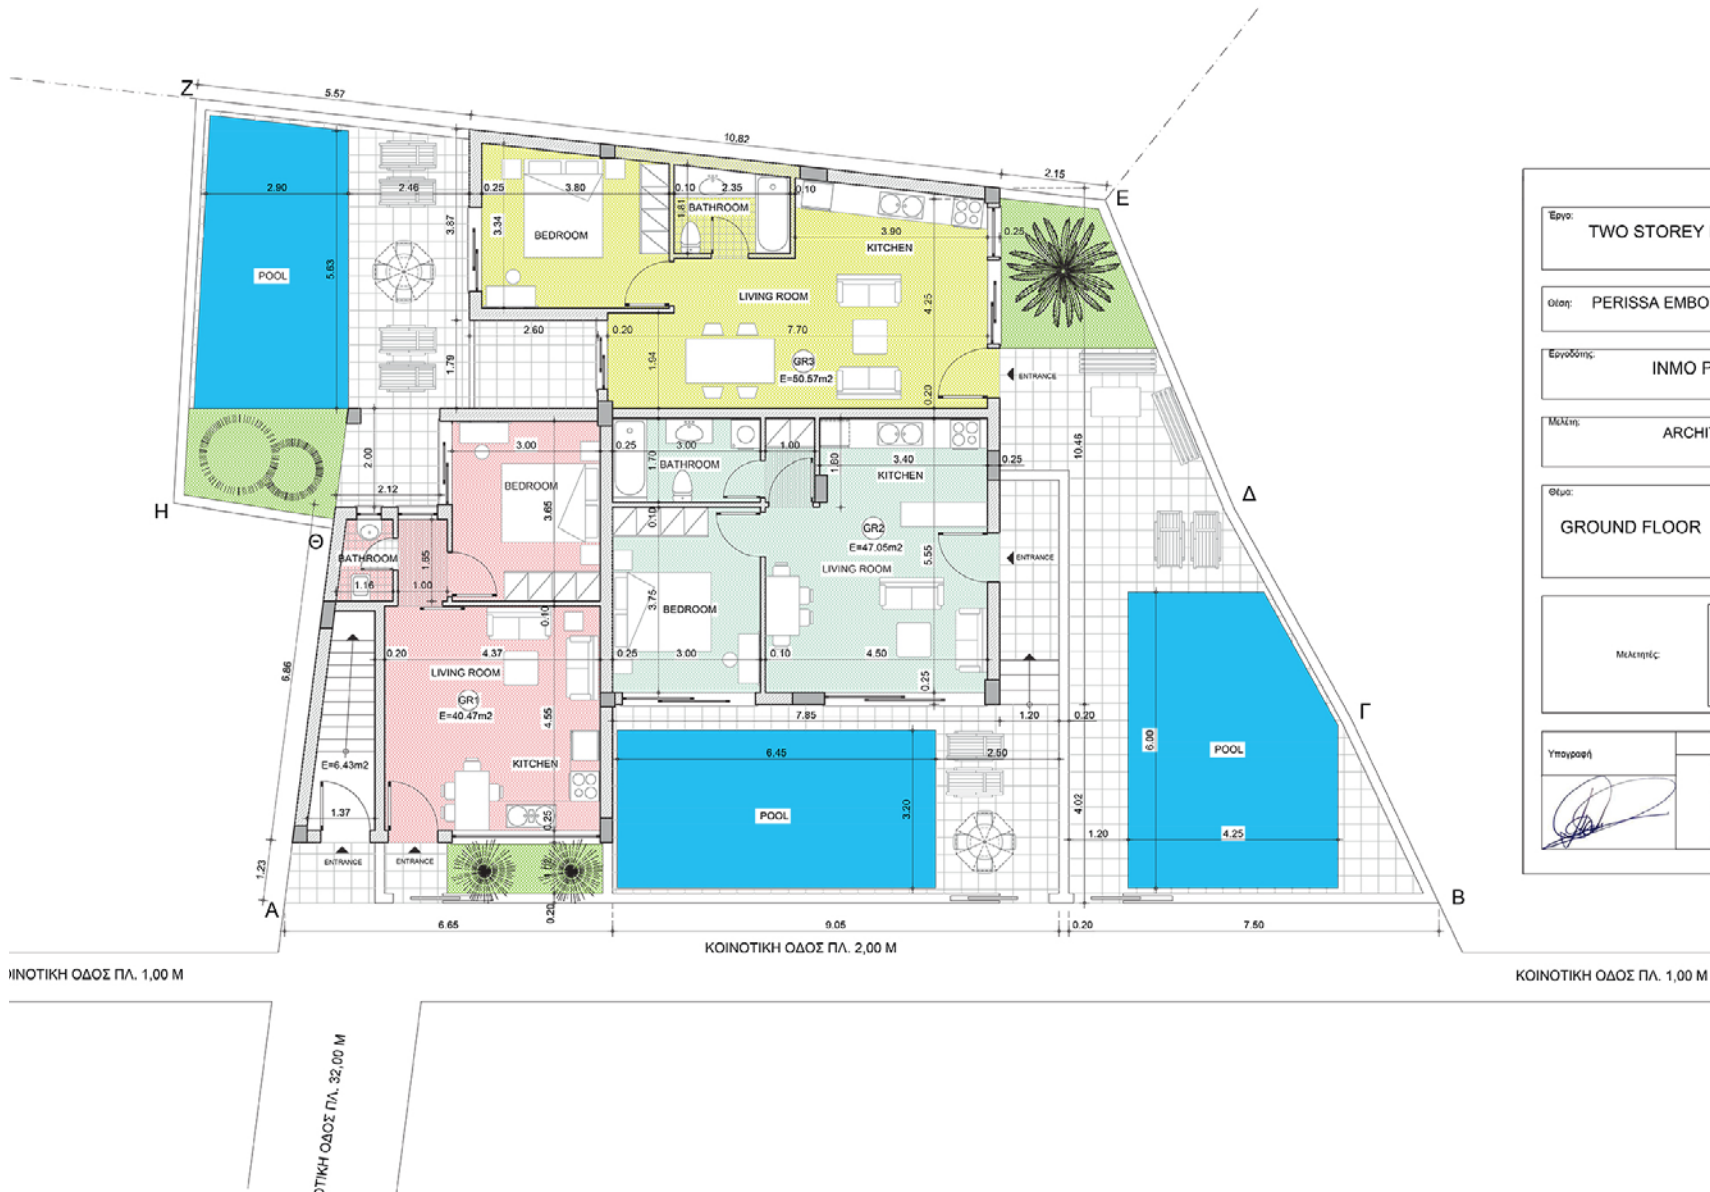 Z
5.57
10.82
2.15
E
2.90
2.46
0.25
3.80
0.10
2.35
0.10
1.81
BATHROOM
3.34
3.87
BEDROOM
3.90
0.25
KITCHEN
5.63
POOL
LIVING ROOM
4.25
2.60
0.20
7.70
1.79
1.94
GR3
E=50.57m2
0.20
ENTRANCE
3.00
0.25
3.00
1.00
10.46
2.00
1.70
BATHROOM
1.60
3.40
0.25
KITCHEN
2.12
BEDROOM
3.65
0.10
H
Θ
Δ
GR2
E=47.05m2
5.55
ENTRANCE
BATHROOM
1.65
LIVING ROOM
1.16
1.00
0.10
3.75
BEDROOM
0.20
4.37
0.25
3.00
0.10
4.50
0.25
6.86
LIVING ROOM
GR1
E=40.47m2
4.55
7.85
1.20
0.20
Γ
6.00
POOL
6.45
2.50
E=6.43m2
KITCHEN
1.37
0.25
POOL
3.20
4.02
1.20
4.25
ENTRANCE
ENTRANCE
1.23
A
0.20
B
6.65
9.05
0.20
7.50
ΚΟΙΝΟΤΙΚΗ ΟΔΟΣ ΠΛ. 2,00 Μ
ΟΙΝΟΤΙΚΗ ΟΔΟΣ ΠΛ. 1,00 Μ
ΚΟΙΝΟΤΙΚΗ ΟΔΟΣ ΠΛ. 1,00 Μ
ΟΤΙΚΗ ΟΔΟΣ ΠΛ. 32,00 Μ
Έργο:
TWO STOREY
Θέση: PERISSA EMBO
Εργοδότης:
INMO P
Μελέτη:
ARCHI
Θέμα:
GROUND FLOOR
Μελετητές:
Υπογραφή